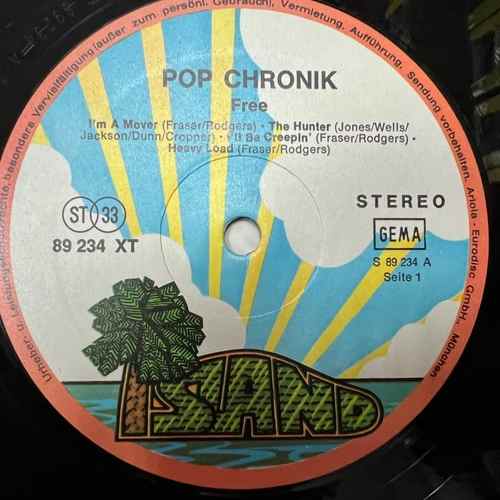 Urheber- u. Leistungsschutzrechte, besondere Vervielfältigung (außer zum persönl. Gebrauch), Vermietung, Aufführung, Sendung vorbehalten. Ariola-Eurodisc GmbH., München
POP CHRONIK
Free
I'm A Mover (Fraser/Rodgers) · The Hunter (Jones/Wells/
Jackson/Dunn/Cropper) · I'll Be Creepin' (Fraser/Rodgers) ·
Heavy Load (Fraser/Rodgers)
ST 33
89 234 XT
STEREO
GEMA
S 89 234 A
Seite 1
ISLAND